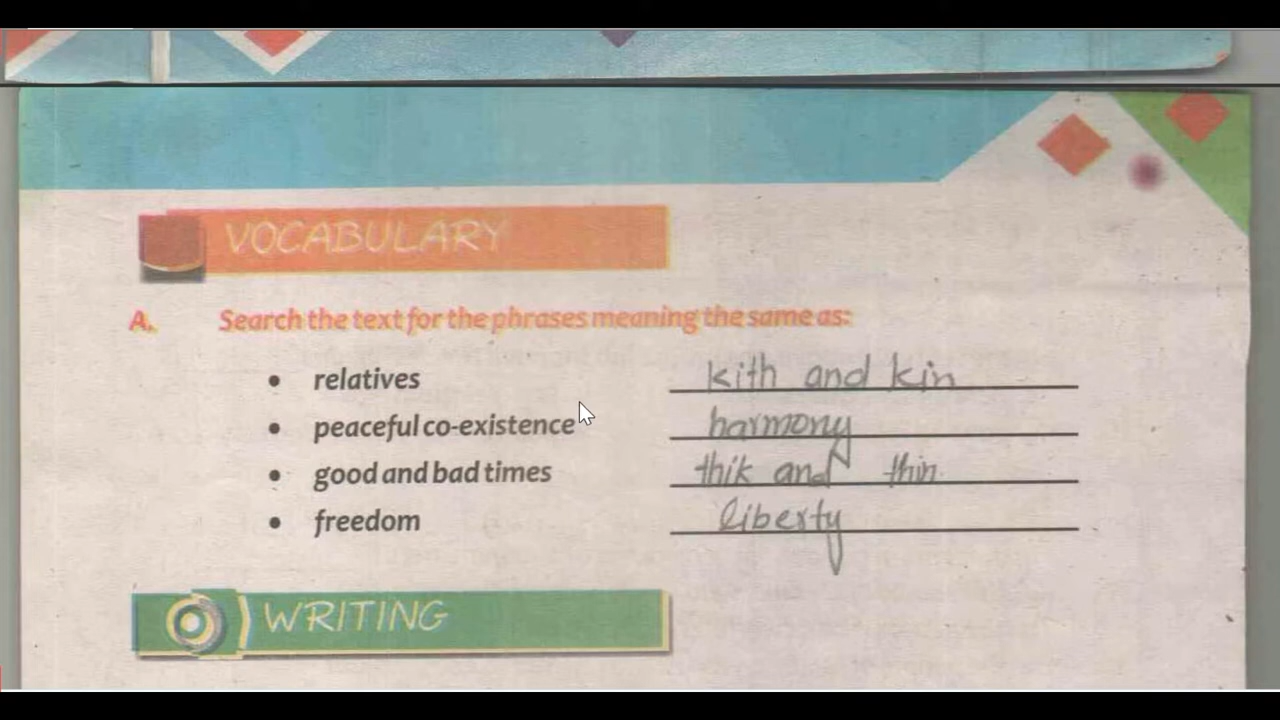 VOCABULARY
A. Search the text for the phrases meaning the same as:
• relatives kith and kin
• peaceful co-existence harmony
• good and bad times thik and thin
• freedom liberty
WRITING